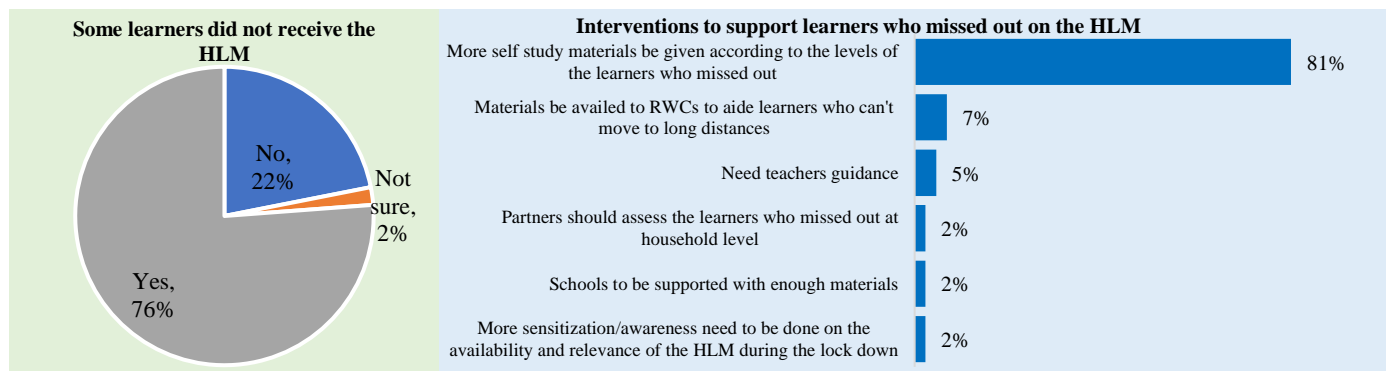 Some learners did not receive the
HLM
No,
22%
Not
sure,
2%
Yes,
76%
Interventions to support learners who missed out on the HLM
More self study materials be given according to the levels of
the learners who missed out
81%
Materials be availed to RWCs to aide learners who can't
move to long distances
7%
Need teachers guidance
5%
Partners should assess the learners who missed out at
household level
2%
Schools to be supported with enough materials
2%
More sensitization/awareness need to be done on the
availability and relevance of the HLM during the lock down
2%